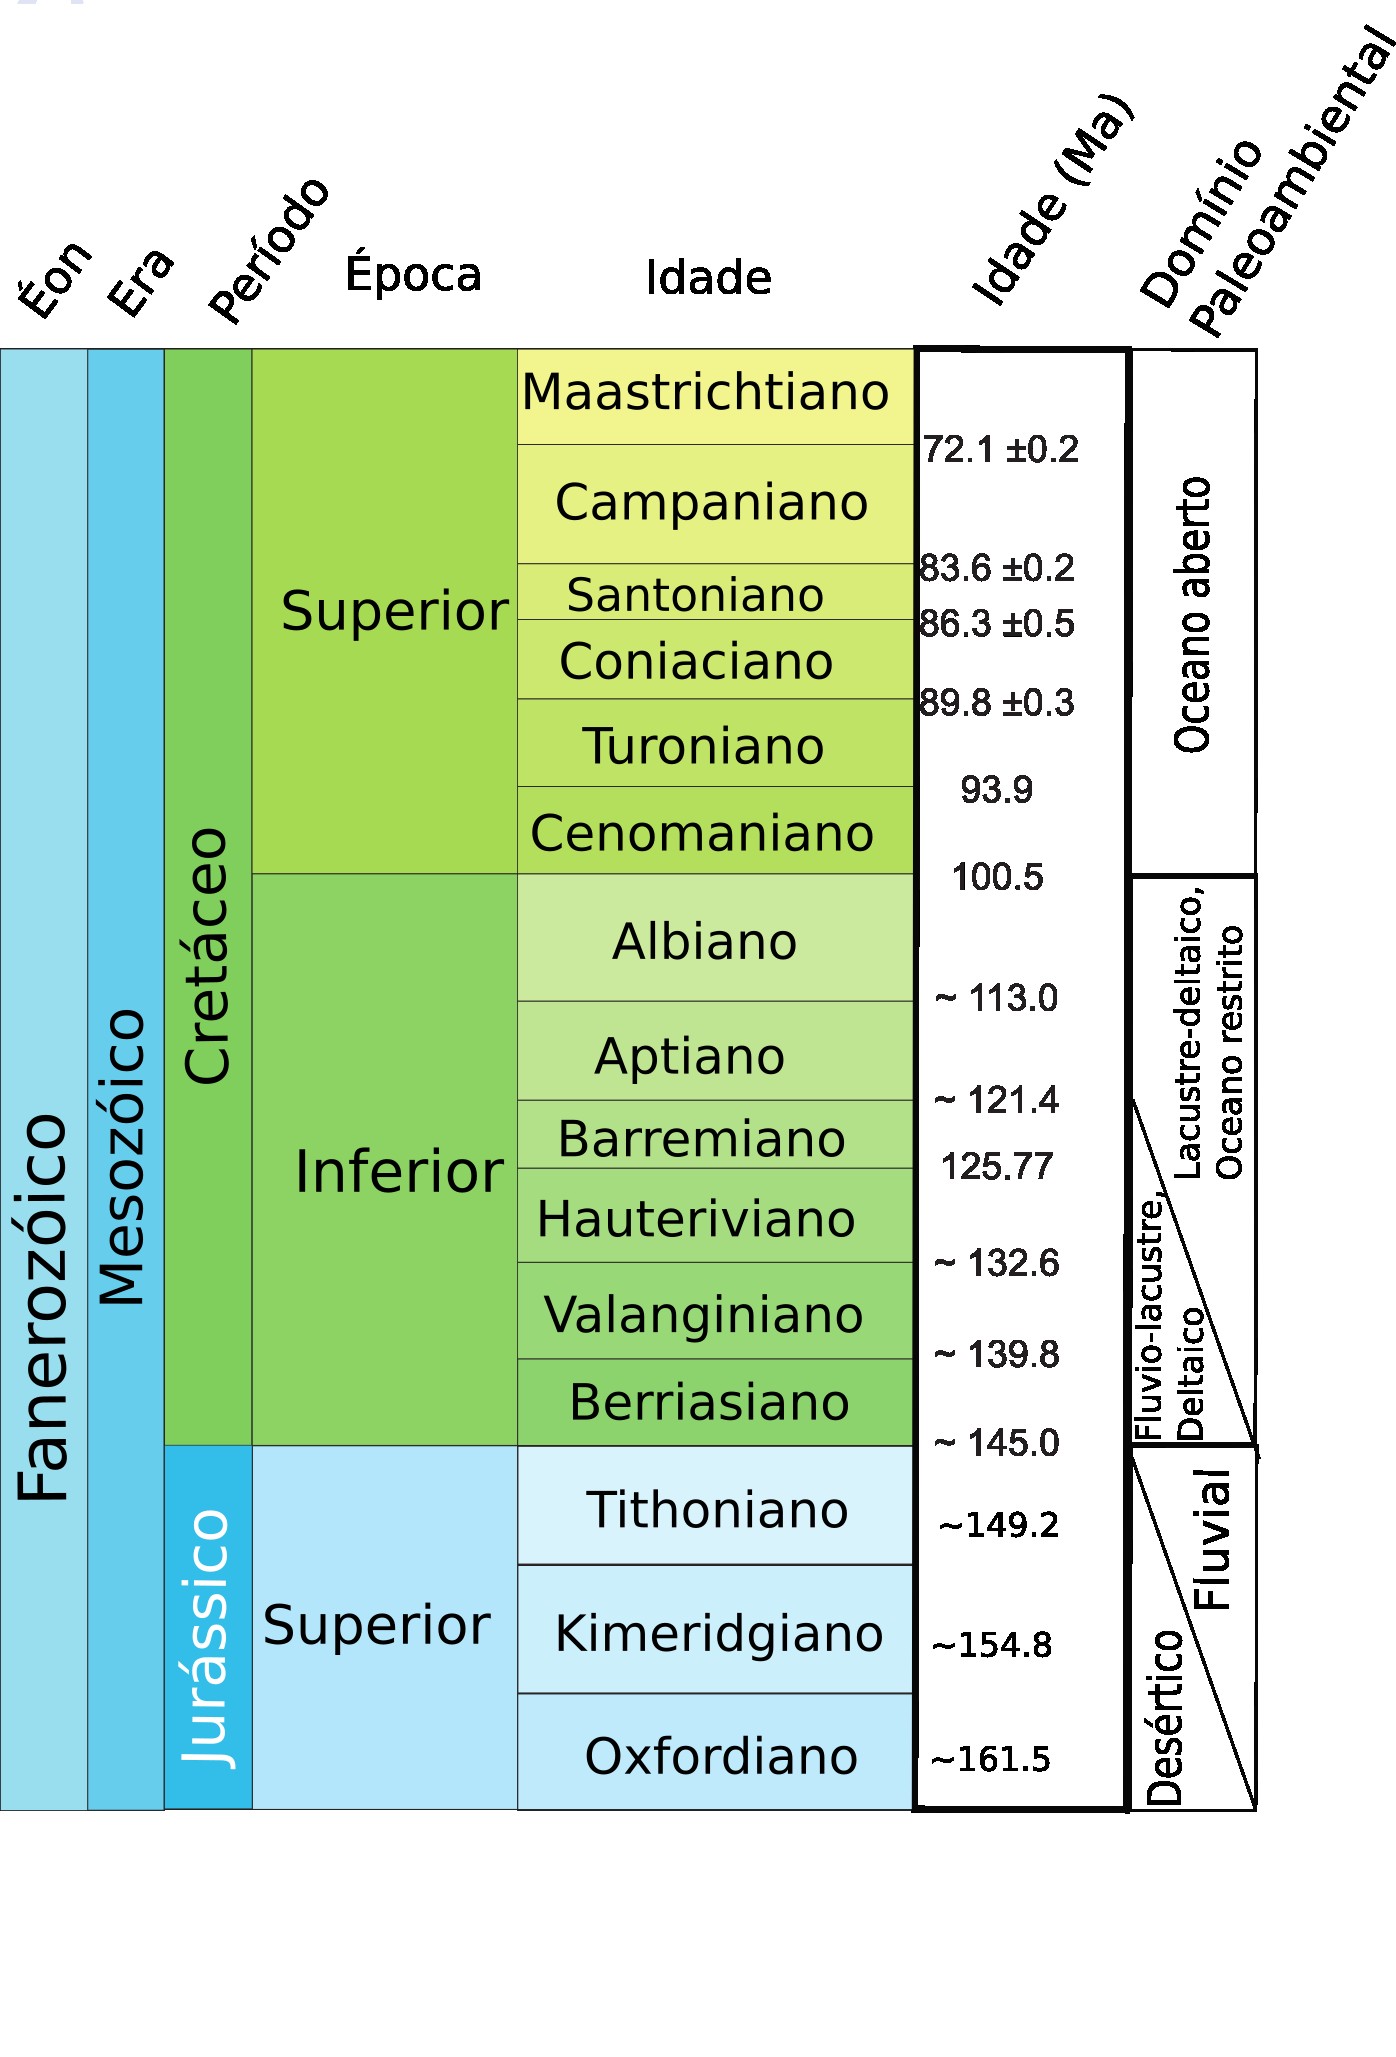 Éon
Era
Período
Época
Idade
Idade (Ma)
Domínio
Paleoambiental
Fanerozóico
Mesozóico
Cretáceo
Jurássico
Superior
Inferior
Superior
Maastrichtiano
Campaniano
Santoniano
Coniaciano
Turoniano
Cenomaniano
Albiano
Aptiano
Barremiano
Hauteriviano
Valanginiano
Berriasiano
Tithoniano
Kimeridgiano
Oxfordiano
72.1 ±0.2
83.6 ±0.2
86.3 ±0.5
89.8 ±0.3
93.9
100.5
~ 113.0
~ 121.4
125.77
~ 132.6
~ 139.8
~ 145.0
~149.2
~154.8
~161.5
Oceano aberto
Lacustre-deltaico,
Oceano restrito
Fluvio-lacustre,
Deltaico
Fluvial
Desértico